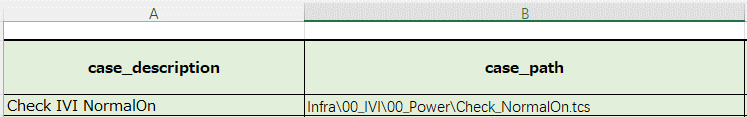 A
B
case_description
case_path
Check IVI NormalOn
Infra\00_IVI\00_Power\Check_NormalOn.tcs